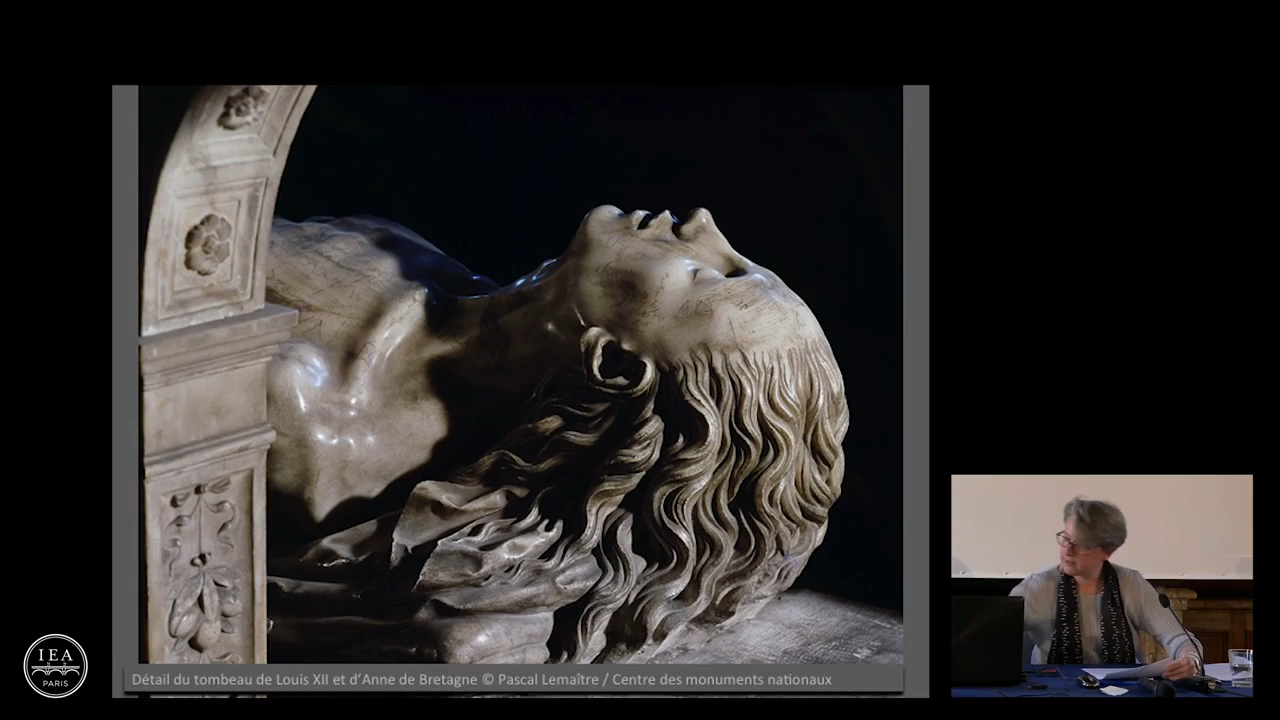 Détail du tombeau de Louis XII et d'Anne de Bretagne © Pascal Lemaître / Centre des monuments nationaux
IEA
PARIS